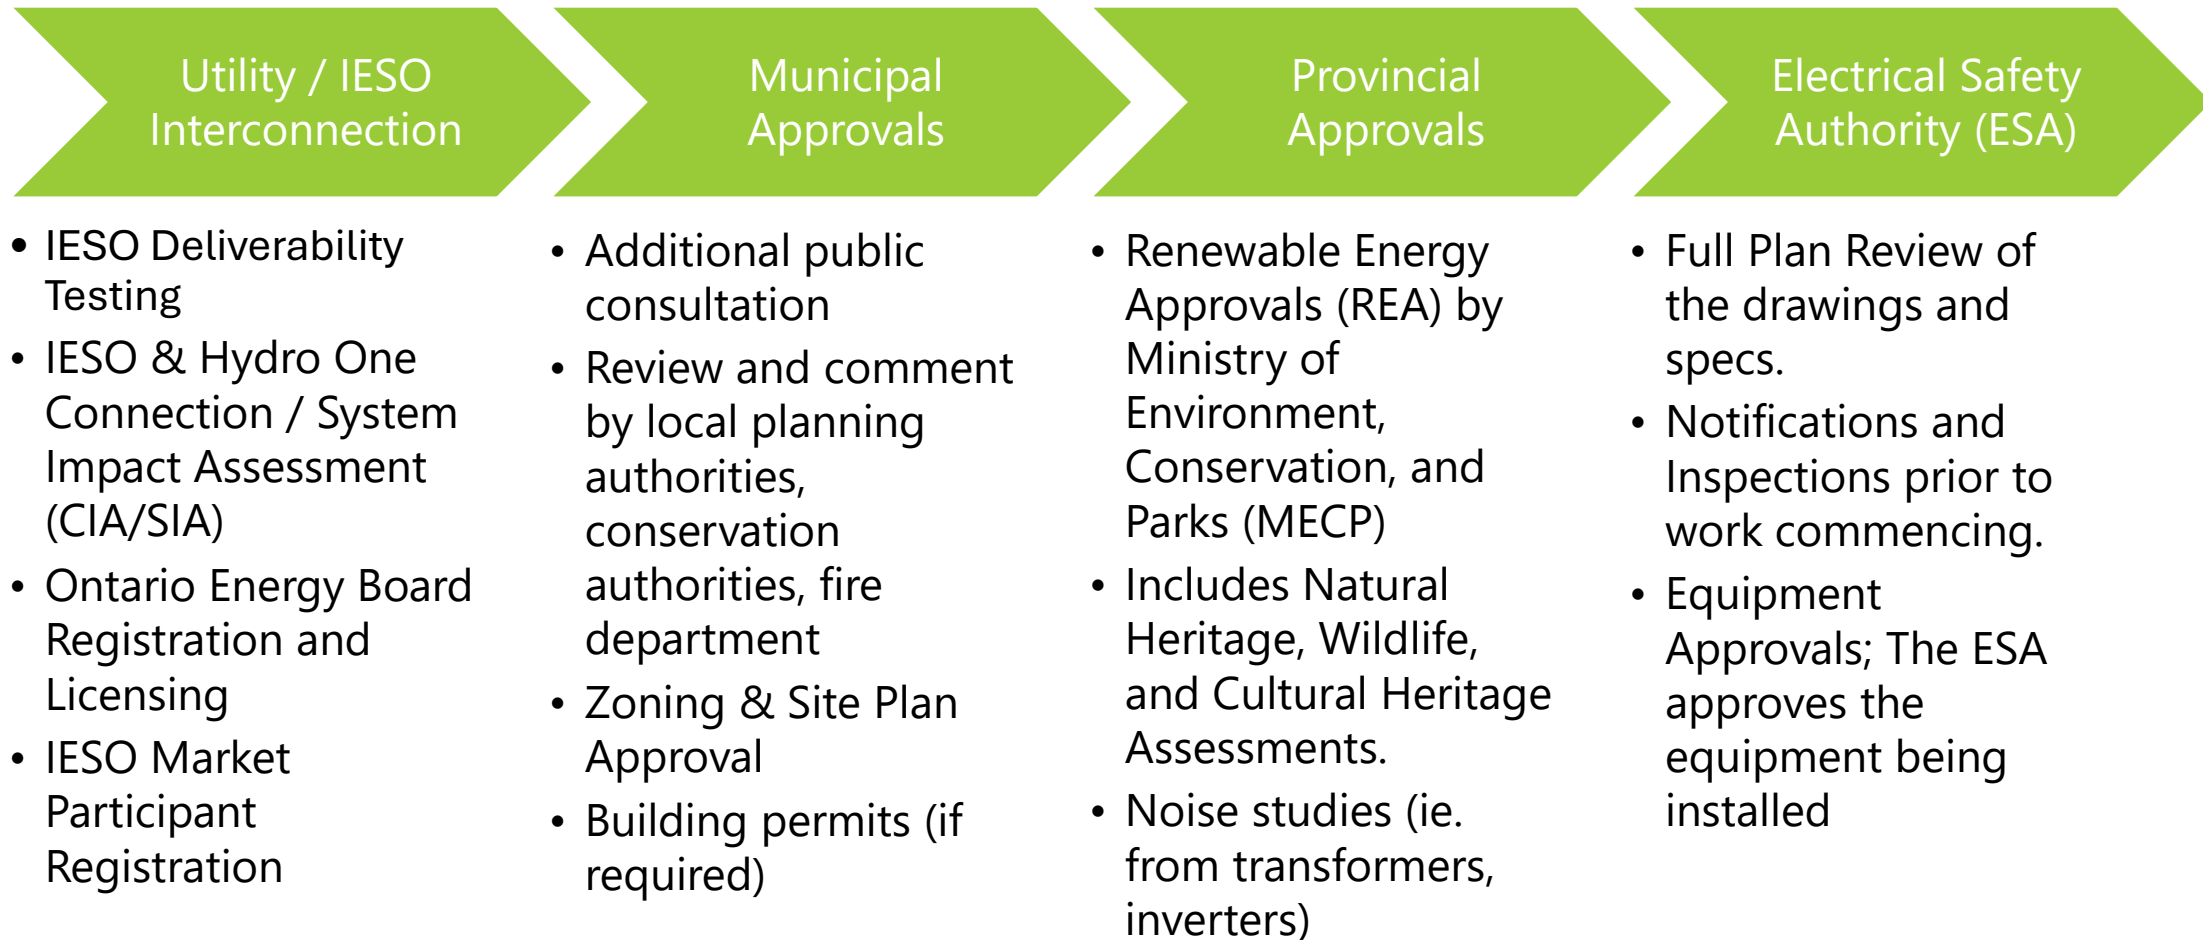 Utility / IESO
Interconnection
• IESO Deliverability
Testing
• IESO & Hydro One
Connection / System
Impact Assessment
(CIA/SIA)
• Ontario Energy Board
Registration and
Licensing
• IESO Market
Participant
Registration
Municipal
Approvals
• Additional public
consultation
• Review and comment
by local planning
authorities,
conservation
authorities, fire
department
• Zoning & Site Plan
Approval
• Building permits (if
required)
Provincial
Approvals
• Renewable Energy
Approvals (REA) by
Ministry of
Environment,
Conservation, and
Parks (MECP)
• Includes Natural
Heritage, Wildlife,
and Cultural Heritage
Assessments.
• Noise studies (ie.
from transformers,
inverters)
Electrical Safety
Authority (ESA)
• Full Plan Review of
the drawings and
specs.
• Notifications and
Inspections prior to
work commencing.
• Equipment
Approvals; The ESA
approves the
equipment being
installed